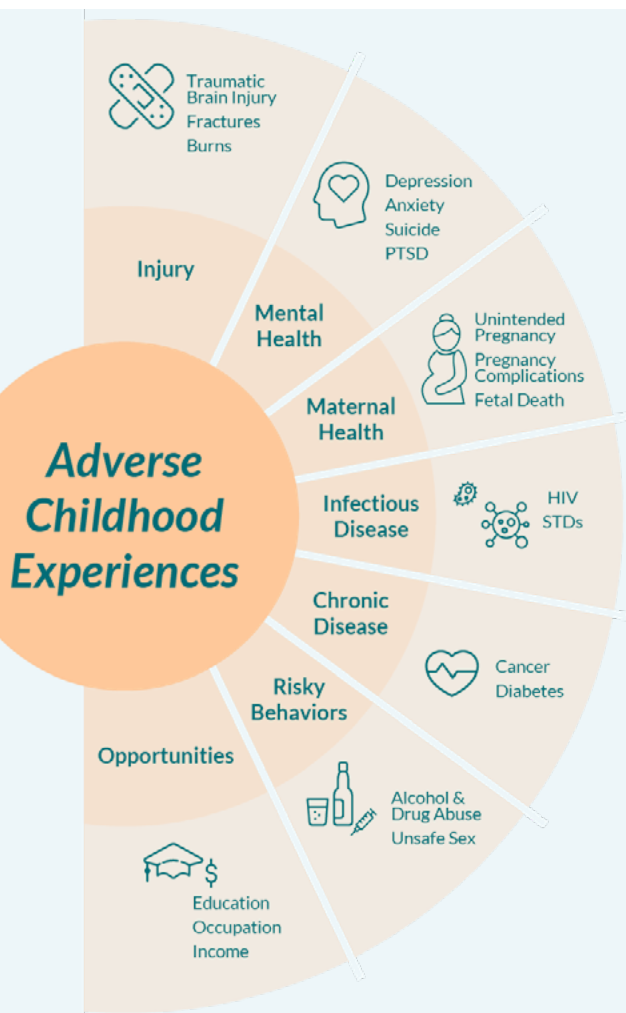 Adverse
Childhood
Experiences
Injury
Traumatic
Brain Injury
Fractures
Burns
Mental
Health
Depression
Anxiety
Suicide
PTSD
Maternal
Health
Unintended
Pregnancy
Pregnancy
Complications
Fetal Death
Infectious
Disease
HIV
STDs
Chronic
Disease
Cancer
Diabetes
Risky
Behaviors
Alcohol &
Drug Abuse
Unsafe Sex
Opportunities
$
Education
Occupation
Income